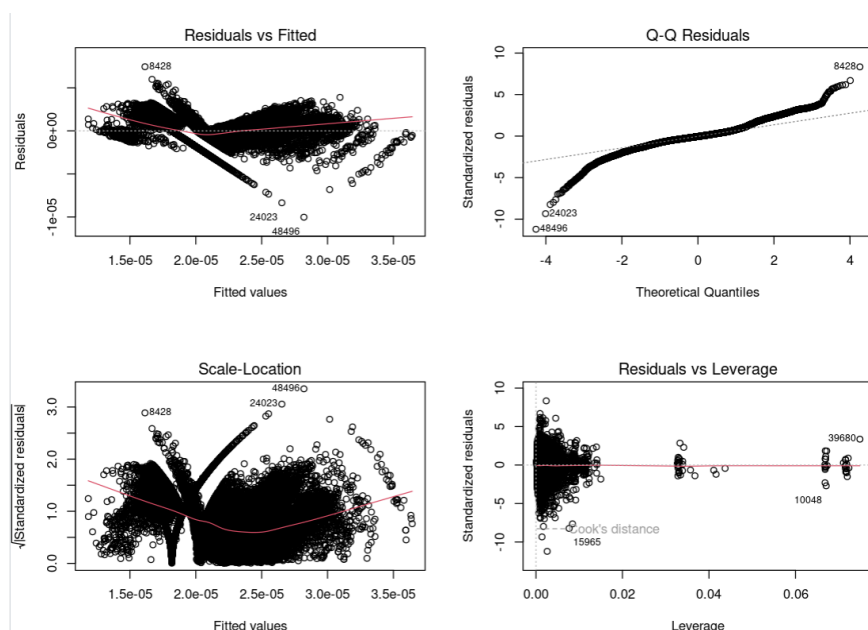 Residuals vs Fitted
Residuals
0e+00
-1e-05
8428
24023
48496
1.5e-05 2.0e-05 2.5e-05 3.0e-05 3.5e-05
Fitted values
Q-Q Residuals
Standardized residuals
10
5
0
-5
-10
8428
24023
48496
-4 -2 0 2 4
Theoretical Quantiles
Scale-Location
√|Standardized residuals|
3.0
2.0
1.0
0.0
48496
24023
8428
1.5e-05 2.0e-05 2.5e-05 3.0e-05 3.5e-05
Fitted values
Residuals vs Leverage
Standardized residuals
10
5
0
-5
-10
39680
10048
Cook's distance
15965
0.00 0.02 0.04 0.06
Leverage